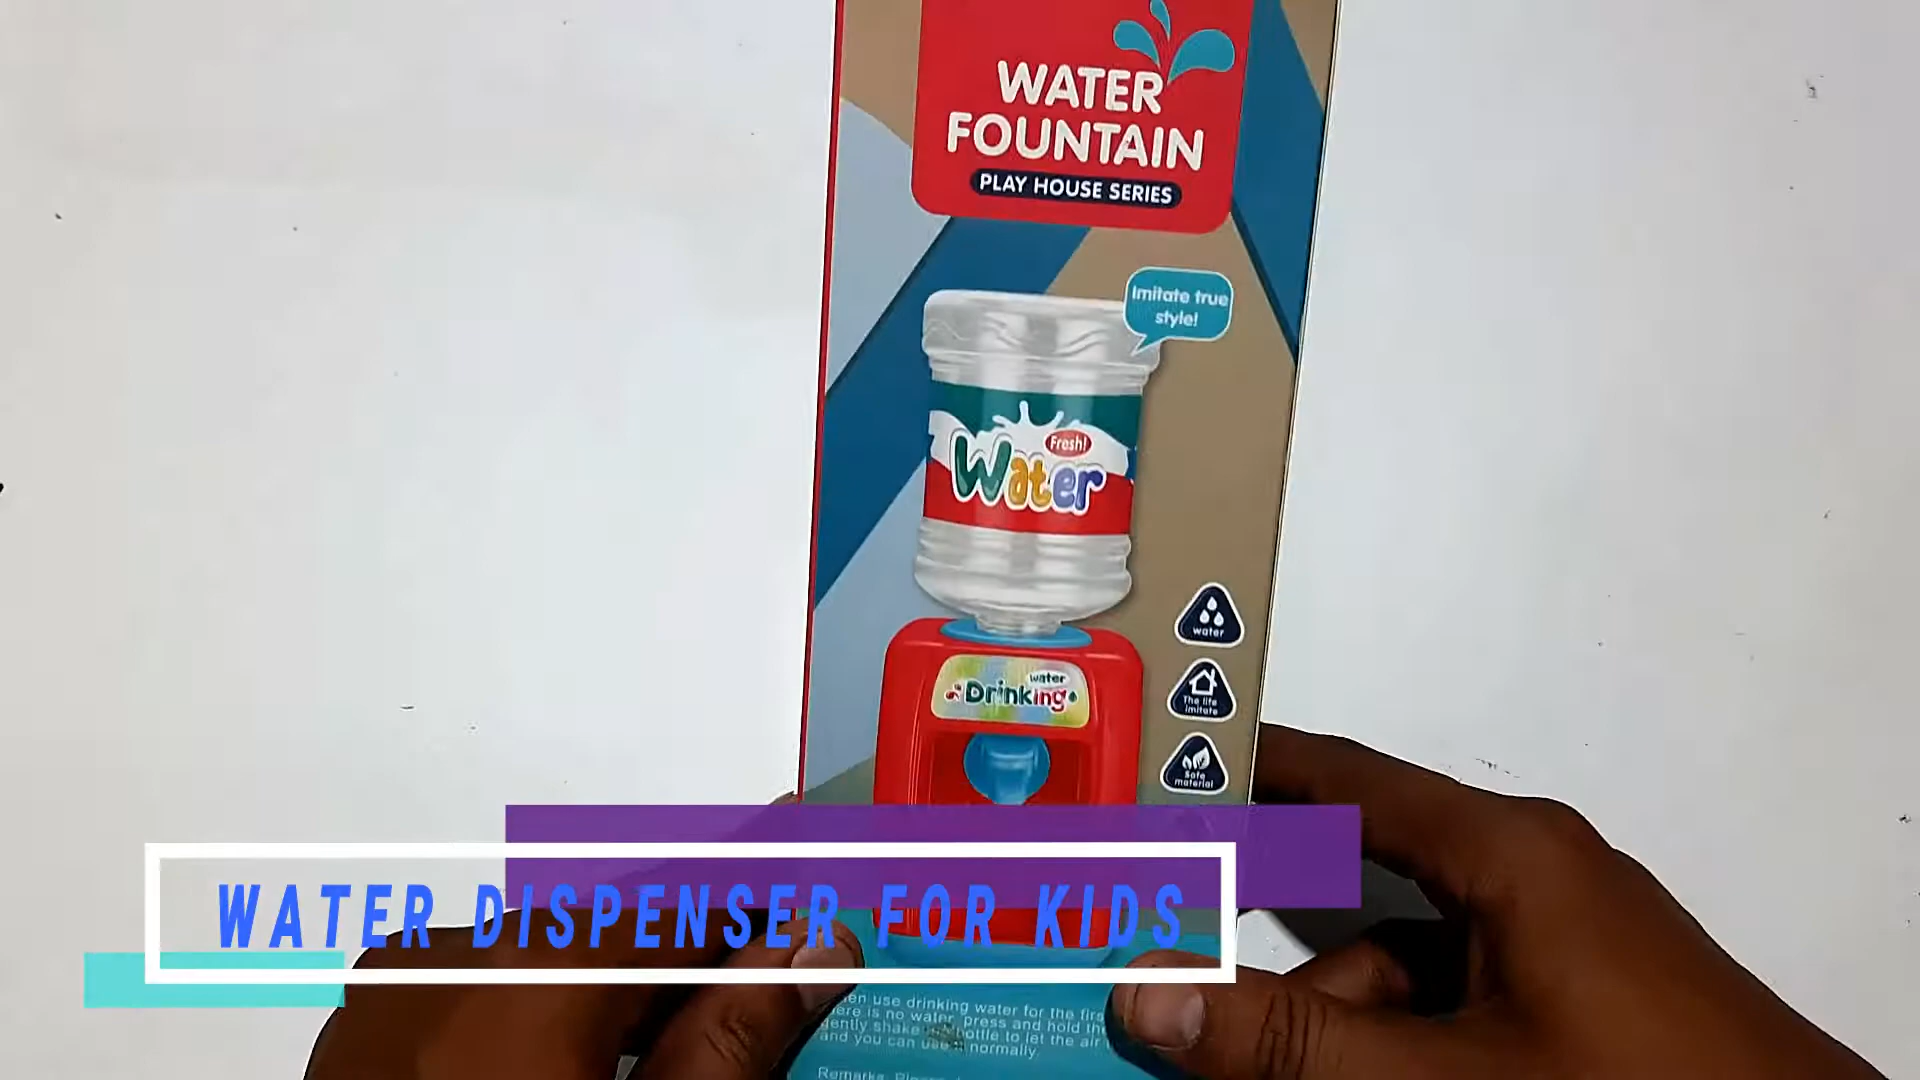 WATER
FOUNTAIN
PLAY HOUSE SERIES
Imitate true
style!
Fresh!
Water
water
Drinking
water
The life
imitate
Safe
material
WATER DISPENSER FOR KIDS
use drinking water for the
ere is no water, press and hold
shake bottle to let the air
and you can use normally.
Remarks: